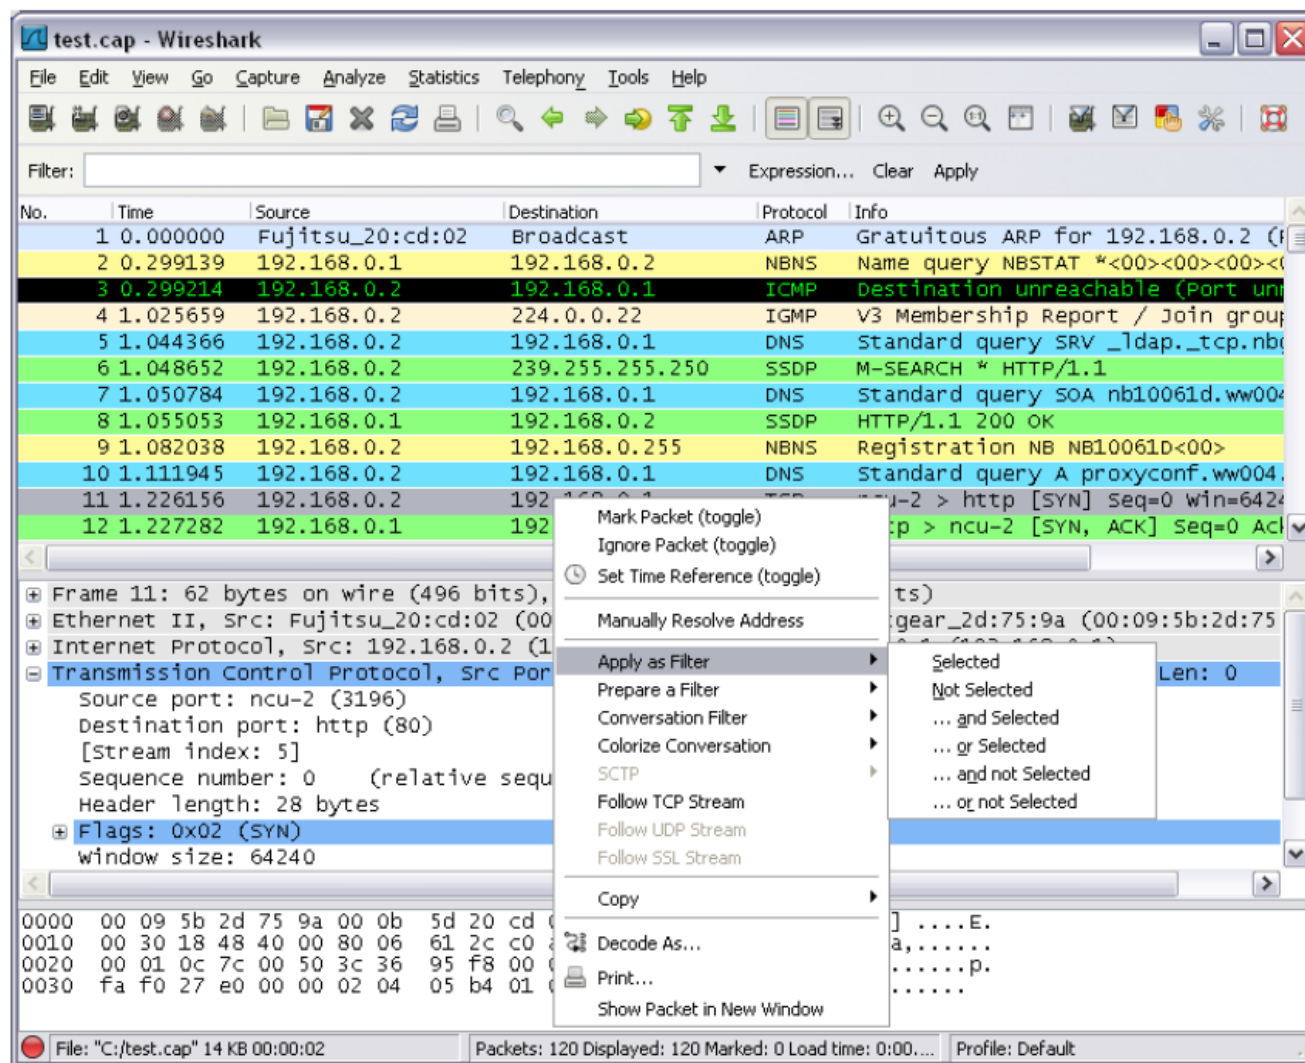 test.cap - Wireshark
File Edit View Go Capture Analyze Statistics Telephony Tools Help
Filter: Expression... Clear Apply
No. Time Source Destination Protocol Info
1 0.000000 Fujitsu_20:cd:02 Broadcast ARP Gratuitous ARP for 192.168.0.2
2 0.299139 192.168.0.1 192.168.0.2 NBNS Name query NBSTAT *<00><00><00>
3 0.299214 192.168.0.2 192.168.0.1 ICMP Destination unreachable (Port
4 1.025659 192.168.0.2 224.0.0.22 IGMP V3 Membership Report / Join
5 1.044366 192.168.0.2 192.168.0.1 DNS Standard query SRV _ldap._tcp.
6 1.048652 192.168.0.2 239.255.255.250 SSDP M-SEARCH * HTTP/1.1
7 1.050784 192.168.0.2 192.168.0.1 DNS Standard query SOA nb10061d.ww004
8 1.055053 192.168.0.1 192.168.0.2 SSDP HTTP/1.1 200 OK
9 1.082038 192.168.0.2 192.168.0.255 NBNS Registration NB NB10061D<00>
10 1.111945 192.168.0.2 192.168.0.1 DNS Standard query A proxyconf.ww004.
11 1.226156 192.168.0.2 192 > http [SYN] Seq=0
12 1.227282 192.168.0.1 192 > ncu-2 [SYN, ACK] Seq=0
Mark Packet (toggle)
Ignore Packet (toggle)
Set Time Reference (toggle)
Manually Resolve Address
Apply as Filter
Prepare a Filter
Conversation Filter
Colorize Conversation
SCTP
Follow TCP Stream
Follow UDP Stream
Follow SSL Stream
Copy
Decode As...
Print...
Show Packet in New Window
Selected
Not Selected
... and Selected
... or Selected
... and not Selected
... or not Selected
Frame 11: 62 bytes on wire (496 bits), ts)
Ethernet II, Src: Fujitsu_20:cd:02 (00 tgear_2d:75:9a (00:09:5b:2d:75
Internet Protocol, Src: 192.168.0.2 (1
Transmission Control Protocol, Src Por Len: 0
Source port: ncu-2 (3196)
Destination port: http (80)
[Stream index: 5]
Sequence number: 0 (relative sequ
Header length: 28 bytes
Flags: 0x02 (SYN)
Window size: 64240
0000 00 09 5b 2d 75 9a 00 0b 5d 20 cd ] ....E.
0010 00 30 18 48 40 00 80 06 61 2c c0 a,......
0020 00 01 0c 7c 00 50 3c 36 95 f8 00 ......p.
0030 fa f0 27 e0 00 00 02 04 05 b4 01 ......
File: "C:/test.cap" 14 KB 00:00:02 Packets: 120 Displayed: 120 Marked: 0 Load time: 0:00.... Profile: Default